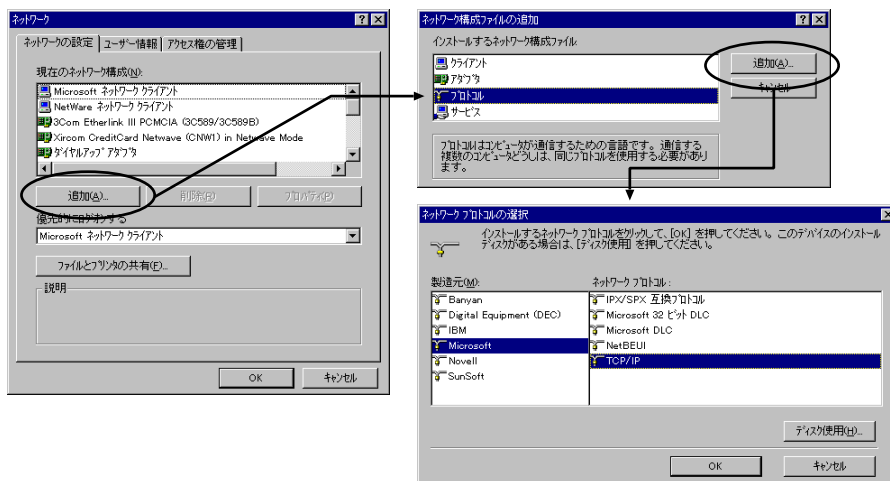 ネットワーク
ネットワークの設定
ユーザー情報
アクセス権の管理
現在のネットワーク構成(N):
Microsoft ネットワーク クライアント
NetWare ネットワーク クライアント
3Com Etherlink III PCMCIA (3C589/3C589B)
Xircom CreditCard Netwave (CNW1) in Netwave Mode
ダイヤルアップ アダプタ
追加(A)...
削除(E)
プロパティ(P)
優先的にログオンする
Microsoft ネットワーク クライアント
ファイルとプリンタの共有(F)...
説明
OK
キャンセル
ネットワーク構成ファイルの追加
インストールするネットワーク構成ファイル:
クライアント
アダプタ
プロトコル
サービス
追加(A)...
キャンセル
プロトコルはコンピュータが通信するための言語です。通信する
複数のコンピュータどうしは、同じプロトコルを使用する必要があり
ます。
ネットワーク プロトコルの選択
インストールするネットワーク プロトコルをクリックして、[OK] を押してください。このデバイスのインストール
ディスクがある場合は、[ディスク使用] を押してください。
製造元(M):
Banyan
Digital Equipment (DEC)
IBM
Microsoft
Novell
SunSoft
ネットワーク プロトコル:
IPX/SPX 互換プロトコル
Microsoft 32 ビット DLC
Microsoft DLC
NetBEUI
TCP/IP
ディスク使用(H)...
OK
キャンセル